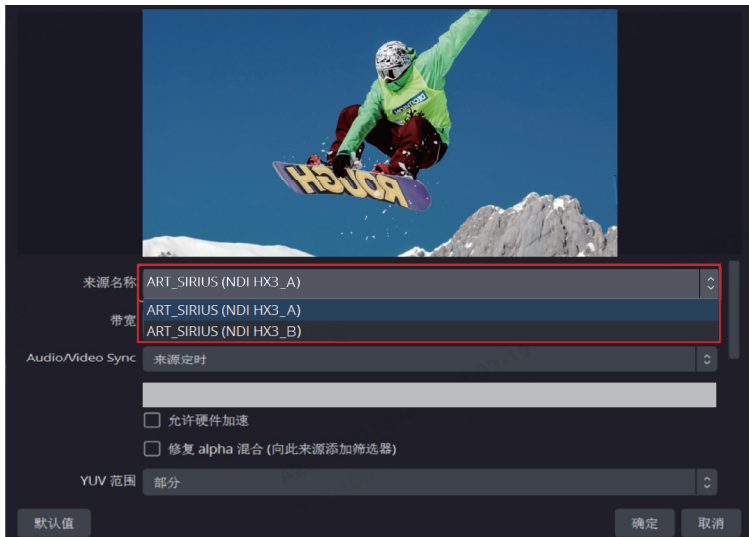 DECLINWORD
ROUGH
来源名称 ART_SIRIUS (NDI HX3_A)
ART_SIRIUS (NDI HX3_A)
带宽
ART_SIRIUS (NDI HX3_B)
Audio/Video Sync 来源定时
允许硬件加速
修复 alpha 混合 (向此来源添加筛选器)
YUV 范围 部分
默认值 确定 取消